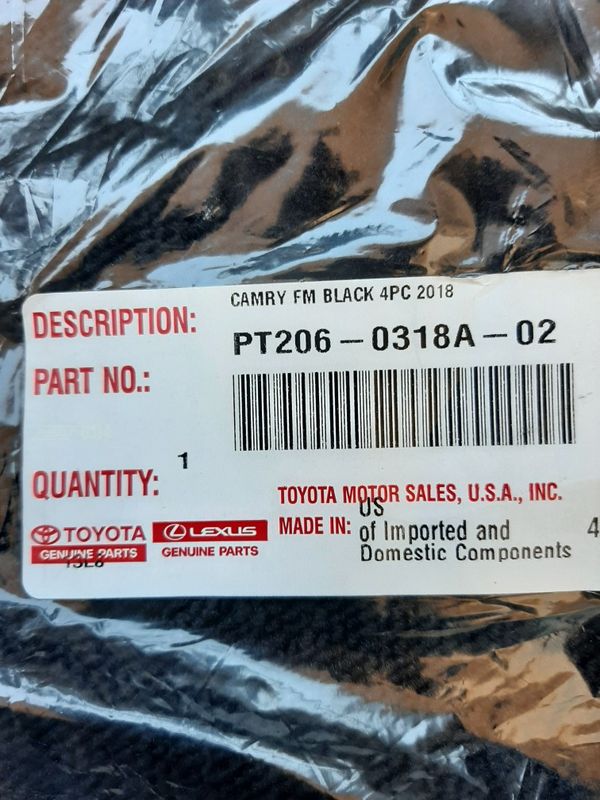 CAMRY FM BLACK 4PC 2018
DESCRIPTION:
PT206-0318A-02
PART NO.:
1
QUANTITY:
TOYOTA MOTOR SALES, U.S.A., INC.
US
MADE IN: of Imported and
Domestic Components 4
TOYOTA
GENUINE PARTS
LEXUS
GENUINE PARTS